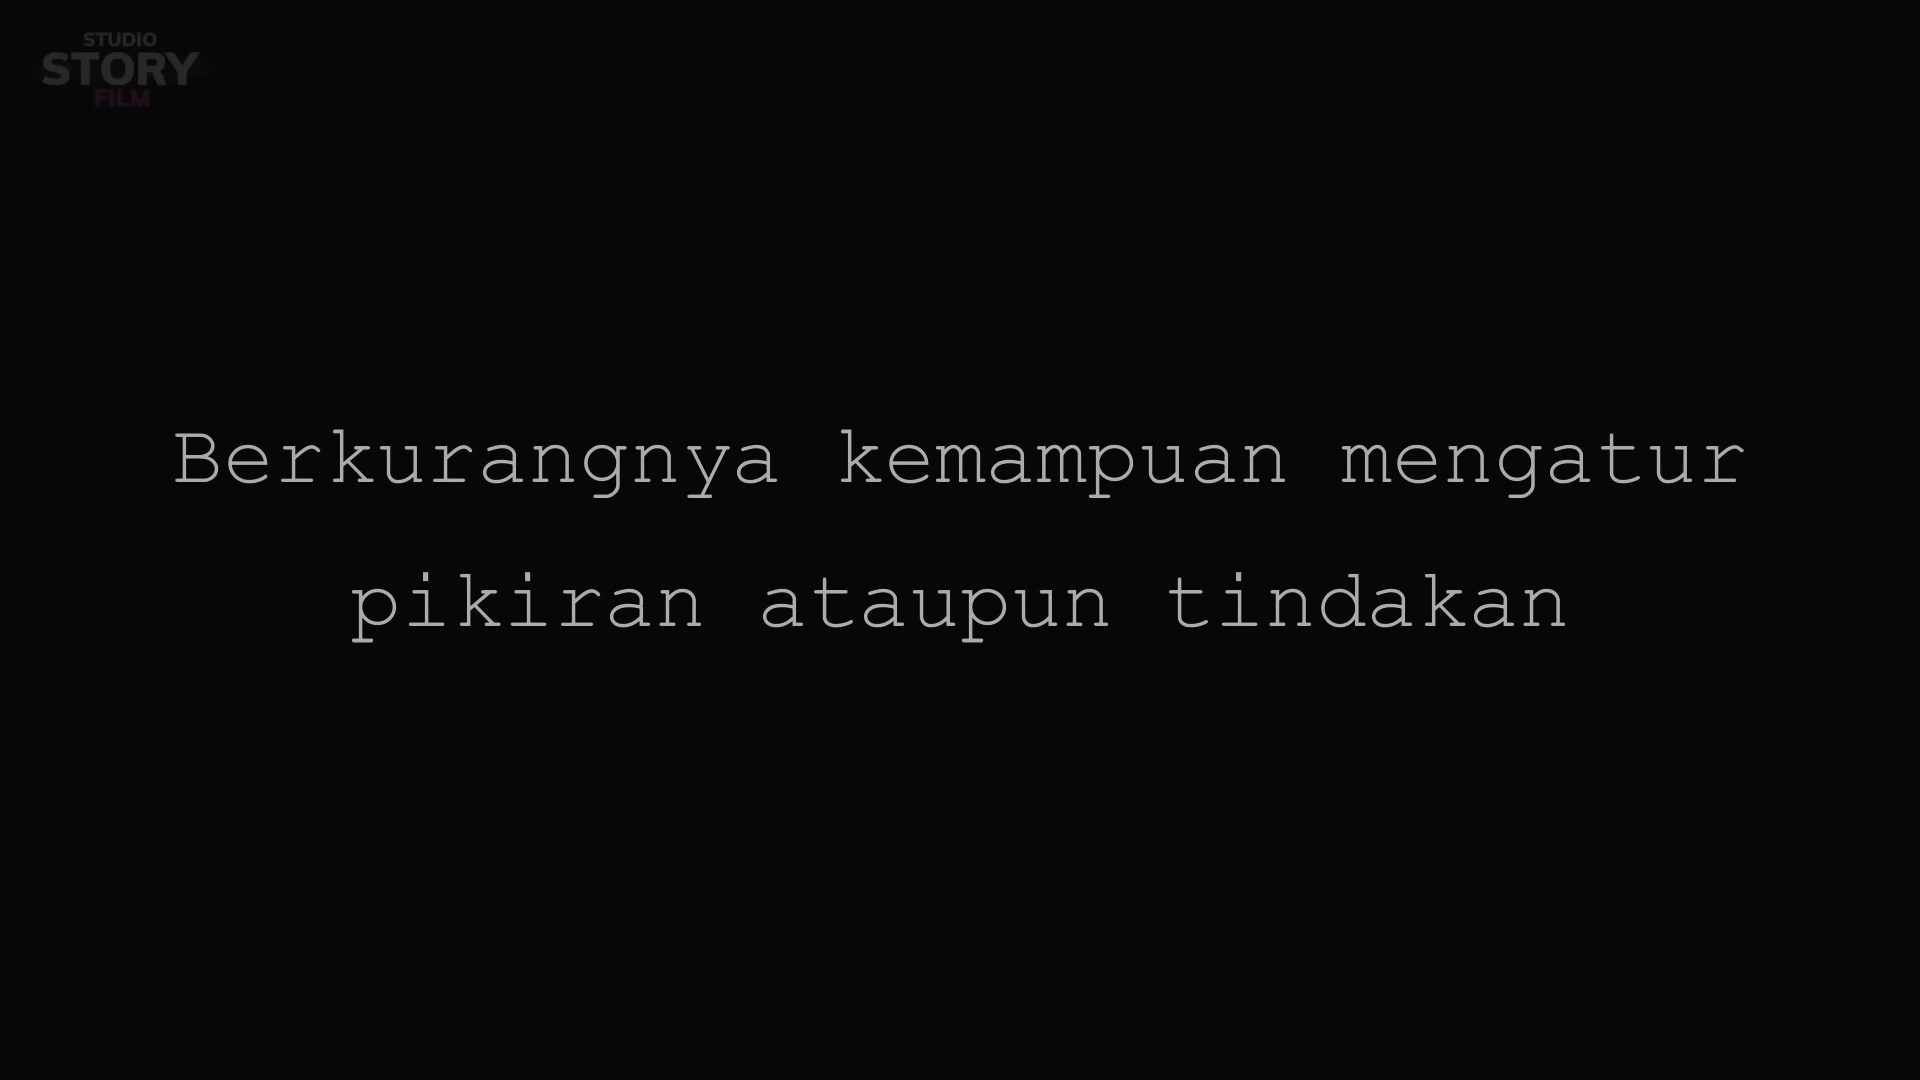 STUDIO
STORY
FILM
Berkurangnya kemampuan mengatur
pikiran ataupun tindakan